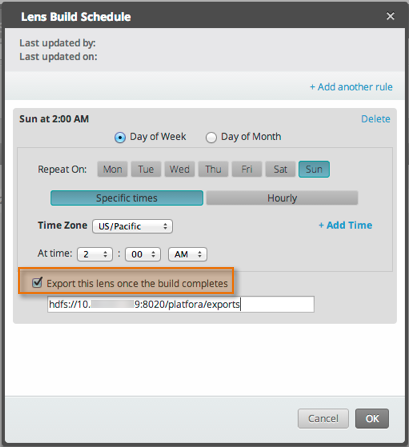 Lens Build Schedule
Last updated by:
Last updated on:
+ Add another rule
Sun at 2:00 AM Delete
Day of Week Day of Month
Repeat On: Mon Tue Wed Thu Fri Sat Sun
Specific times Hourly
Time Zone US/Pacific + Add Time
At time: 2 : 00 AM
Export this lens once the build completes
hdfs://10. 9:8020/platfora/exports
Cancel OK